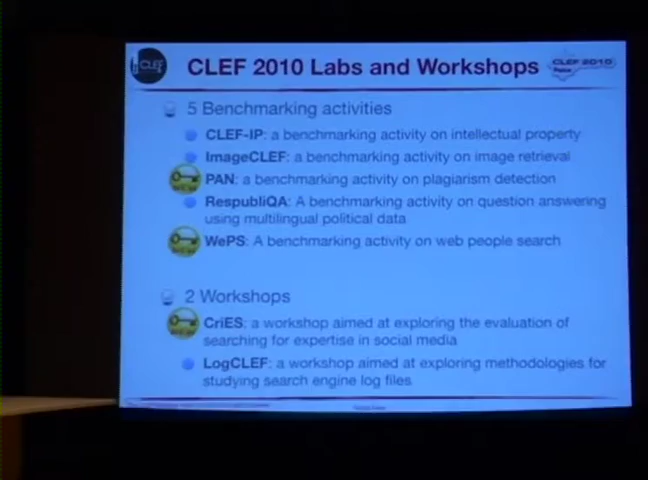 CLEF
CLEF 2010 Labs and Workshops
CLEF 2010
5 Benchmarking activities
CLEF-IP: a benchmarking activity on intellectual property
ImageCLEF: a benchmarking activity on image retrieval
PAN: a benchmarking activity on plagiarism detection
RespubliQA: A benchmarking activity on question answering
using multilingual political data
WePS: A benchmarking activity on web people search
2 Workshops
CriES: a workshop aimed at exploring the evaluation of
searching for expertise in social media
LogCLEF: a workshop aimed at exploring methodologies for
studying search engine log files